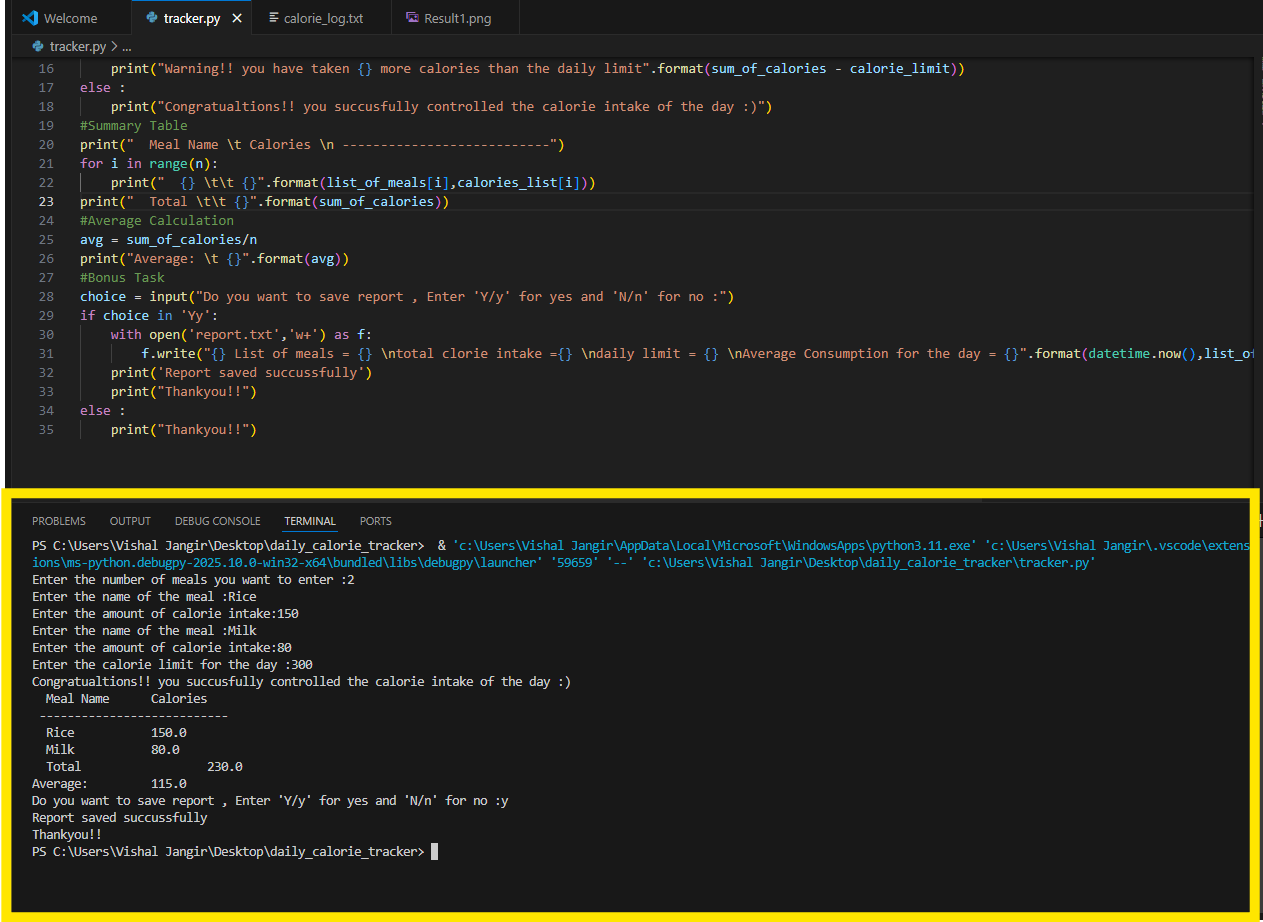 Welcome tracker.py calorie_log.txt Result1.png
tracker.py > ...
16 print("Warning!! you have taken {} more calories than the daily limit".format(sum_of_calories - calorie_limit))
17 else :
18 print("Congratualtions!! you succusfully controlled the calorie intake of the day :)")
19 #Summary Table
20 print("  Meal Name \t Calories \n ---------------------------")
21 for i in range(n):
22 print("  {} \t\t {}".format(list_of_meals[i],calories_list[i]))
23 print("  Total \t\t {}".format(sum_of_calories))
24 #Average Calculation
25 avg = sum_of_calories/n
26 print("Average: \t {}".format(avg))
27 #Bonus Task
28 choice = input("Do you want to save report , Enter 'Y/y' for yes and 'N/n' for no :")
29 if choice in 'Yy':
30 with open('report.txt','w+') as f:
31 f.write("{} List of meals = {} \ntotal clorie intake ={} \ndaily limit = {} \nAverage Consumption for the day = {}".format(datetime.now(),list_of
32 print('Report saved succussfully')
33 print("Thankyou!!")
34 else :
35 print("Thankyou!!")
PROBLEMS OUTPUT DEBUG CONSOLE TERMINAL PORTS
PS C:\Users\Vishal Jangir\Desktop\daily_calorie_tracker>  & 'c:\Users\Vishal Jangir\AppData\Local\Microsoft\WindowsApps\python3.11.exe' 'c:\Users\Vishal Jangir\.vscode\extens
ions\ms-python.debugpy-2025.10.0-win32-x64\bundled\libs\debugpy\launcher' '59659' '--' 'c:\Users\Vishal Jangir\Desktop\daily_calorie_tracker\tracker.py'
Enter the number of meals you want to enter :2
Enter the name of the meal :Rice
Enter the amount of calorie intake:150
Enter the name of the meal :Milk
Enter the amount of calorie intake:80
Enter the calorie limit for the day :300
Congratualtions!! you succusfully controlled the calorie intake of the day :)
Meal Name Calories
---------------------------
Rice 150.0
Milk 80.0
Total 230.0
Average: 115.0
Do you want to save report , Enter 'Y/y' for yes and 'N/n' for no :y
Report saved succussfully
Thankyou!!
PS C:\Users\Vishal Jangir\Desktop\daily_calorie_tracker>